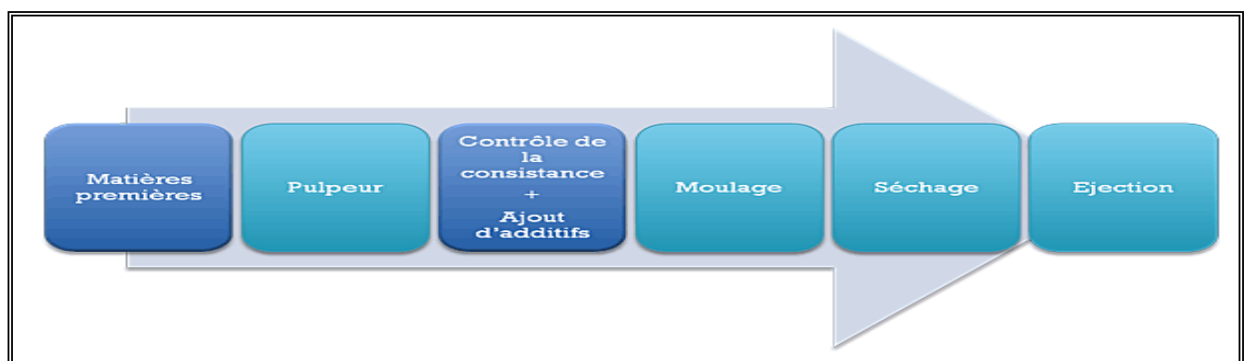 Matières
premières
Pulpeur
Contrôle de
la
consistance
+
Ajout
d'additifs
Moulage
Séchage
Ejection